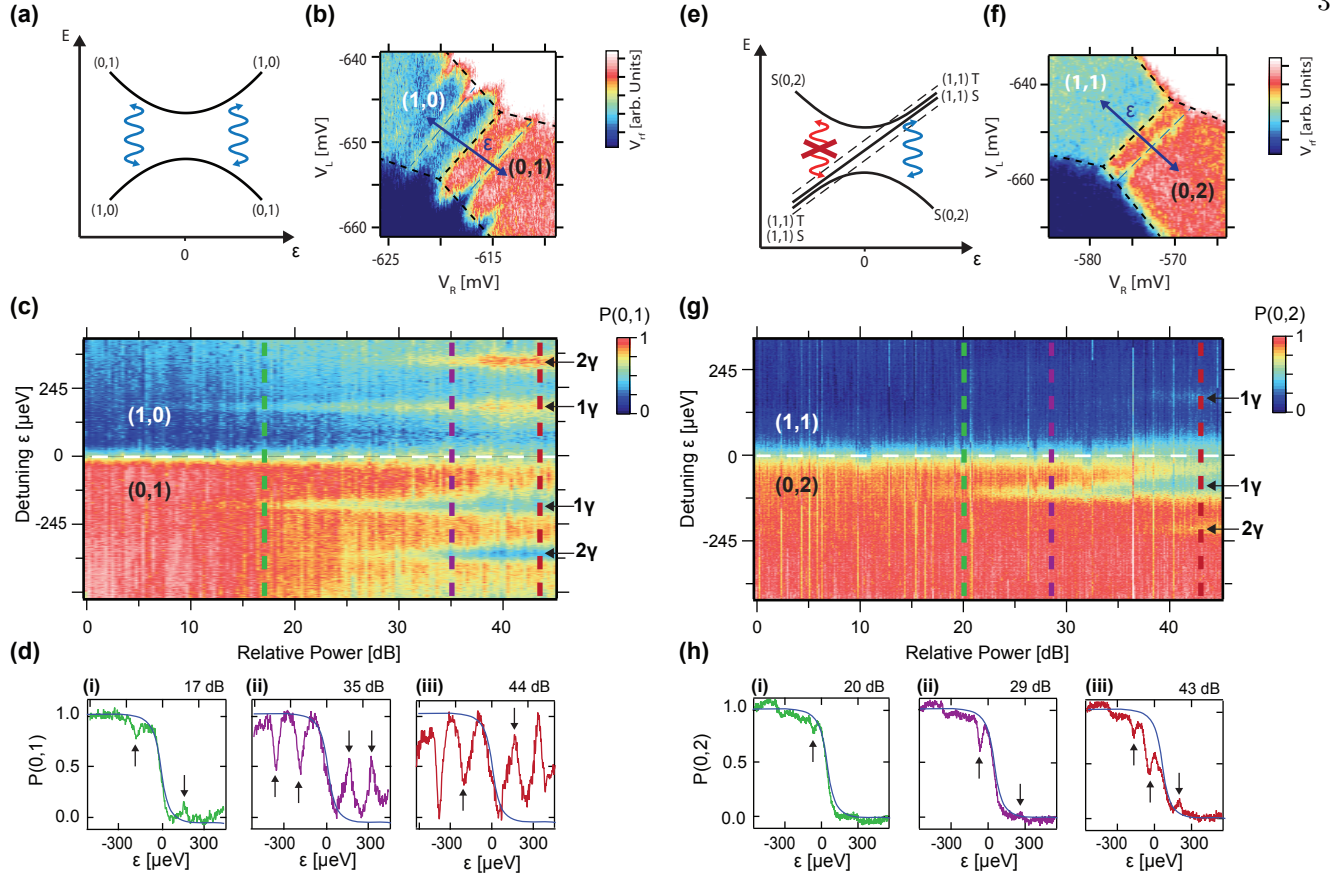 3
(a)
E
(0,1)
(1,0)
(1,0)
(0,1)
0
ε
(b)
-640
-650
-660
V_L [mV]
(1,0)
ε
(0,1)
-625
-615
V_R [mV]
V_rf [arb. Units]
(c)
P(0,1)
1
0
Detuning ε [µeV]
245
0
-245
(1,0)
(0,1)
2γ
1γ
1γ
2γ
0
10
20
30
40
Relative Power [dB]
(d)
P(0,1)
1.0
0.5
0.0
(i)
17 dB
-300
0
300
ε [µeV]
(ii)
35 dB
-300
0
300
ε [µeV]
(iii)
44 dB
-300
0
300
ε [µeV]
(e)
E
S(0,2)
(1,1) T
(1,1) S
(1,1) T
(1,1) S
S(0,2)
0
ε
(f)
-640
-660
V_L [mV]
(1,1)
ε
(0,2)
-580
-570
V_R [mV]
V_rf [arb. Units]
(g)
P(0,2)
1
0
Detuning ε [µeV]
245
0
-245
(1,1)
(0,2)
1γ
1γ
2γ
0
10
20
30
40
Relative Power [dB]
(h)
P(0,2)
1.0
0.5
0.0
(i)
20 dB
-300
0
300
ε [µeV]
(ii)
29 dB
-300
0
300
ε [µeV]
(iii)
43 dB
-300
0
300
ε [µeV]